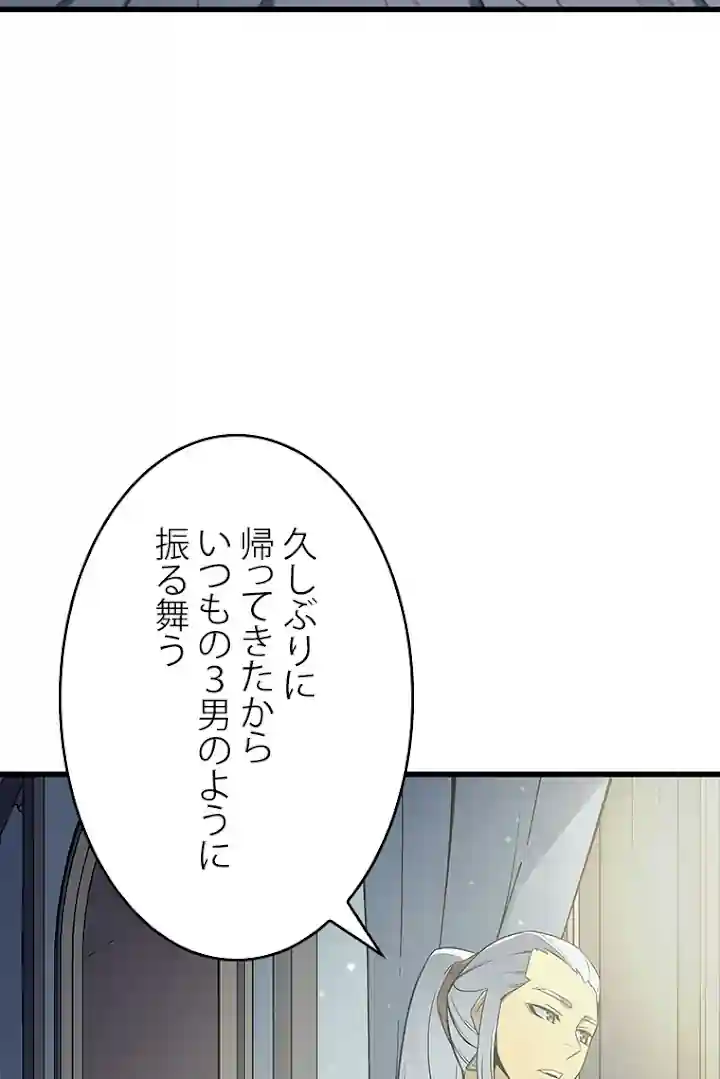 久しぶりに
帰ってきたから
いつもの３男のように
振る舞う